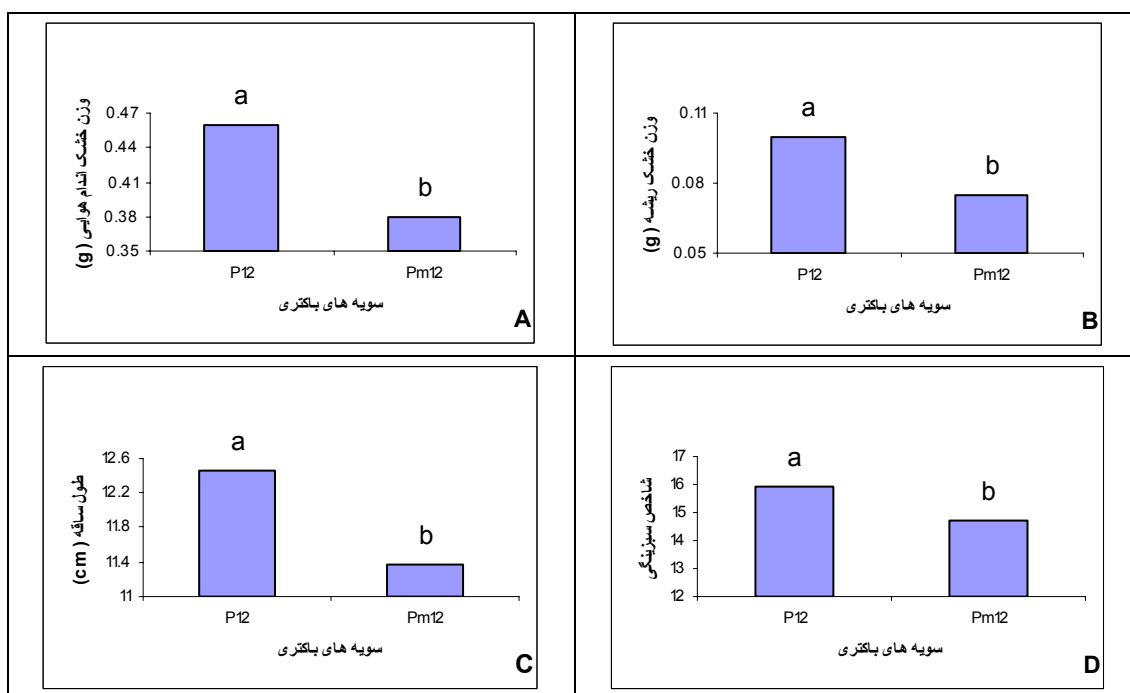 وزن خشک اندام هوایی (g)
0.47
0.44
0.41
0.38
0.35
a
b
P12
Pm12
سویه های باکتری
A
وزن خشک ریشه (g)
0.11
0.08
0.05
a
b
P12
Pm12
سویه های باکتری
B
طول ساقه (cm)
12.6
12.2
11.8
11.4
11
a
b
P12
Pm12
سویه های باکتری
C
شاخص سبزینگی
17
16
15
14
13
12
a
b
P12
Pm12
سویه های باکتری
D